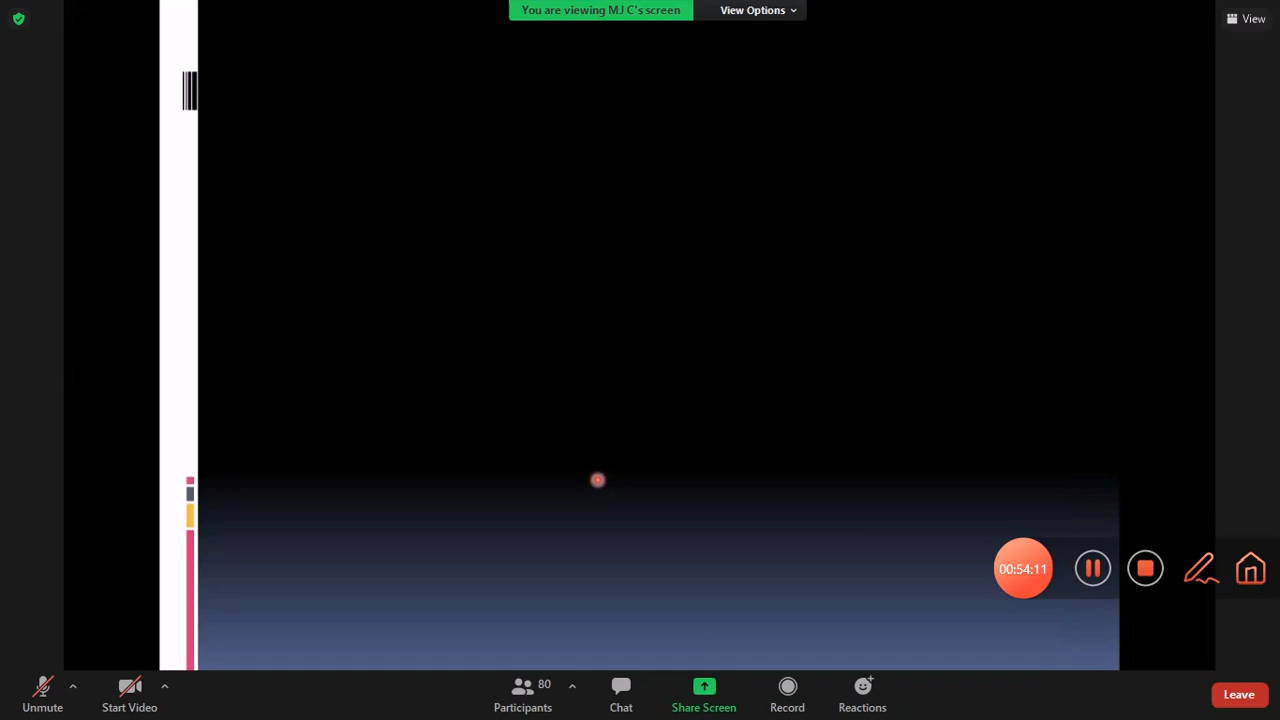 You are viewing MJ C's screen
View Options
View
00:54:11
Unmute
Start Video
80
Participants
Chat
Share Screen
Record
Reactions
Leave